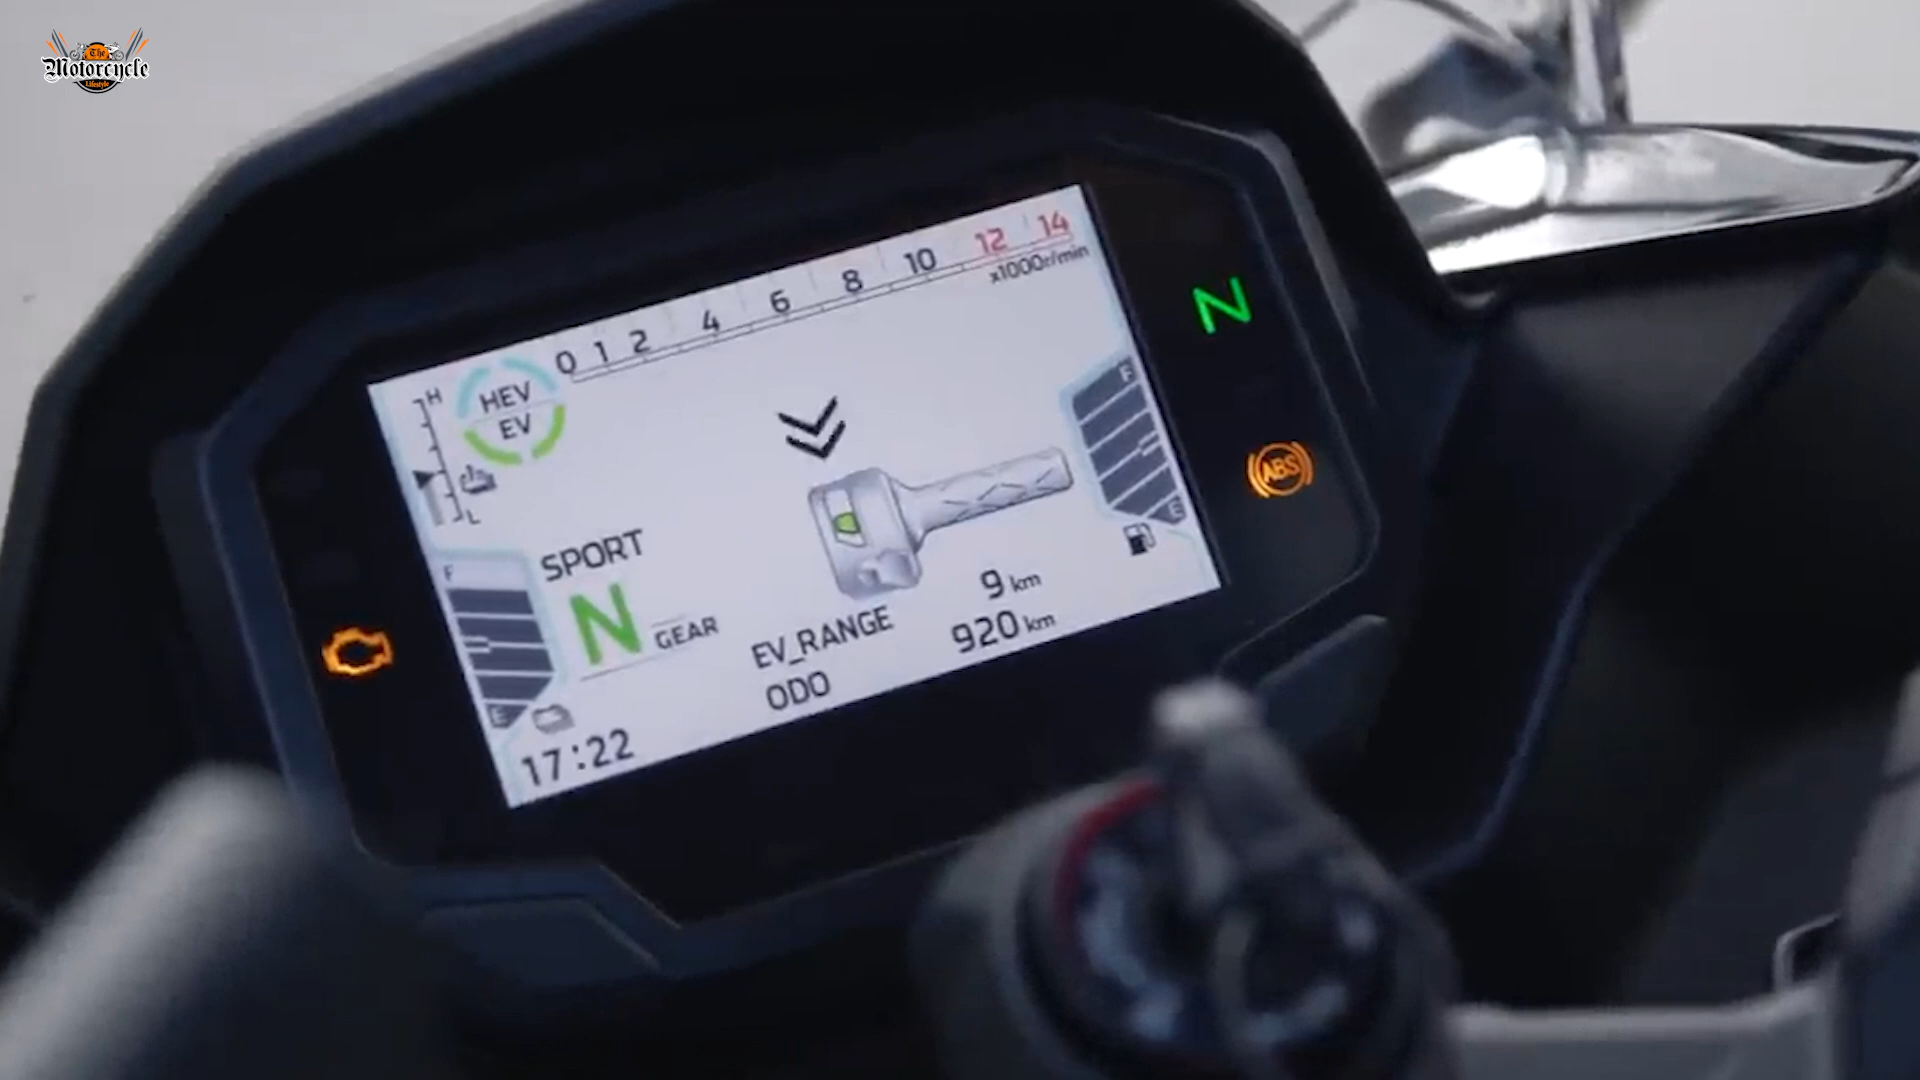 The
Motorcycle
Lifestyle
0 1 2 4 6 8 10 12 14
x1000r/min
H
HEV
EV
L
N
F
E
ABS
SPORT
F
N GEAR
E
EV_RANGE 9 km
ODO 920 km
17:22